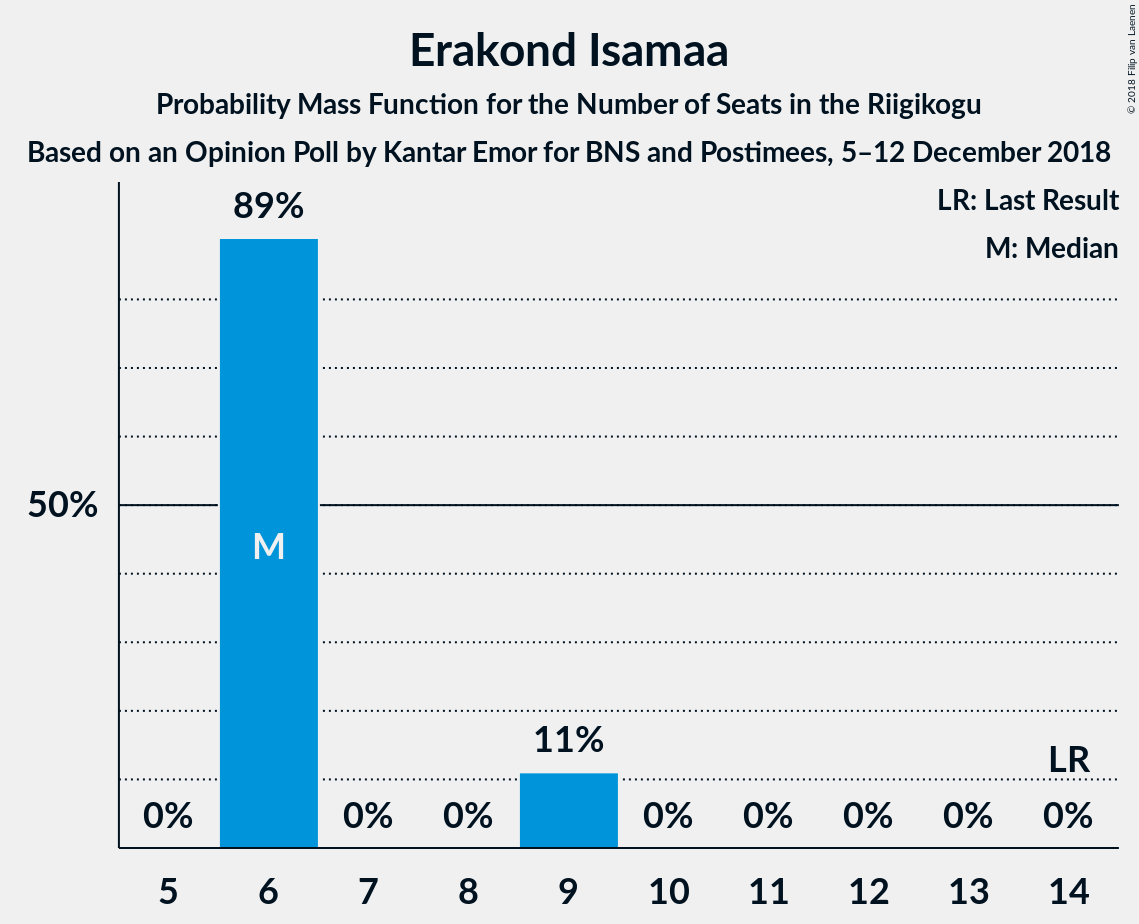 Erakond Isamaa
Probability Mass Function for the Number of Seats in the Riigikogu
Based on an Opinion Poll by Kantar Emor for BNS and Postimees, 5–12 December 2018
© 2018 Filip van Laenen
LR: Last Result
M: Median
89%
50%
M
11%
LR
0% 0% 0% 0% 0% 0% 0% 0%
5 6 7 8 9 10 11 12 13 14